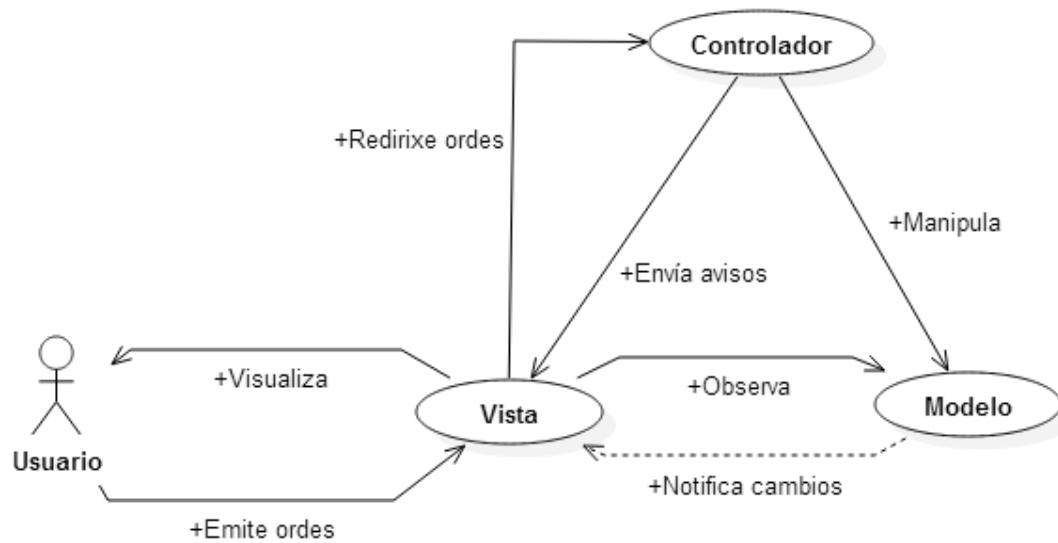 Controlador
+Redirixe ordes
+Manipula
+Envía avisos
+Visualiza
+Observa
Vista
Modelo
Usuario
+Notifica cambios
+Emite ordes